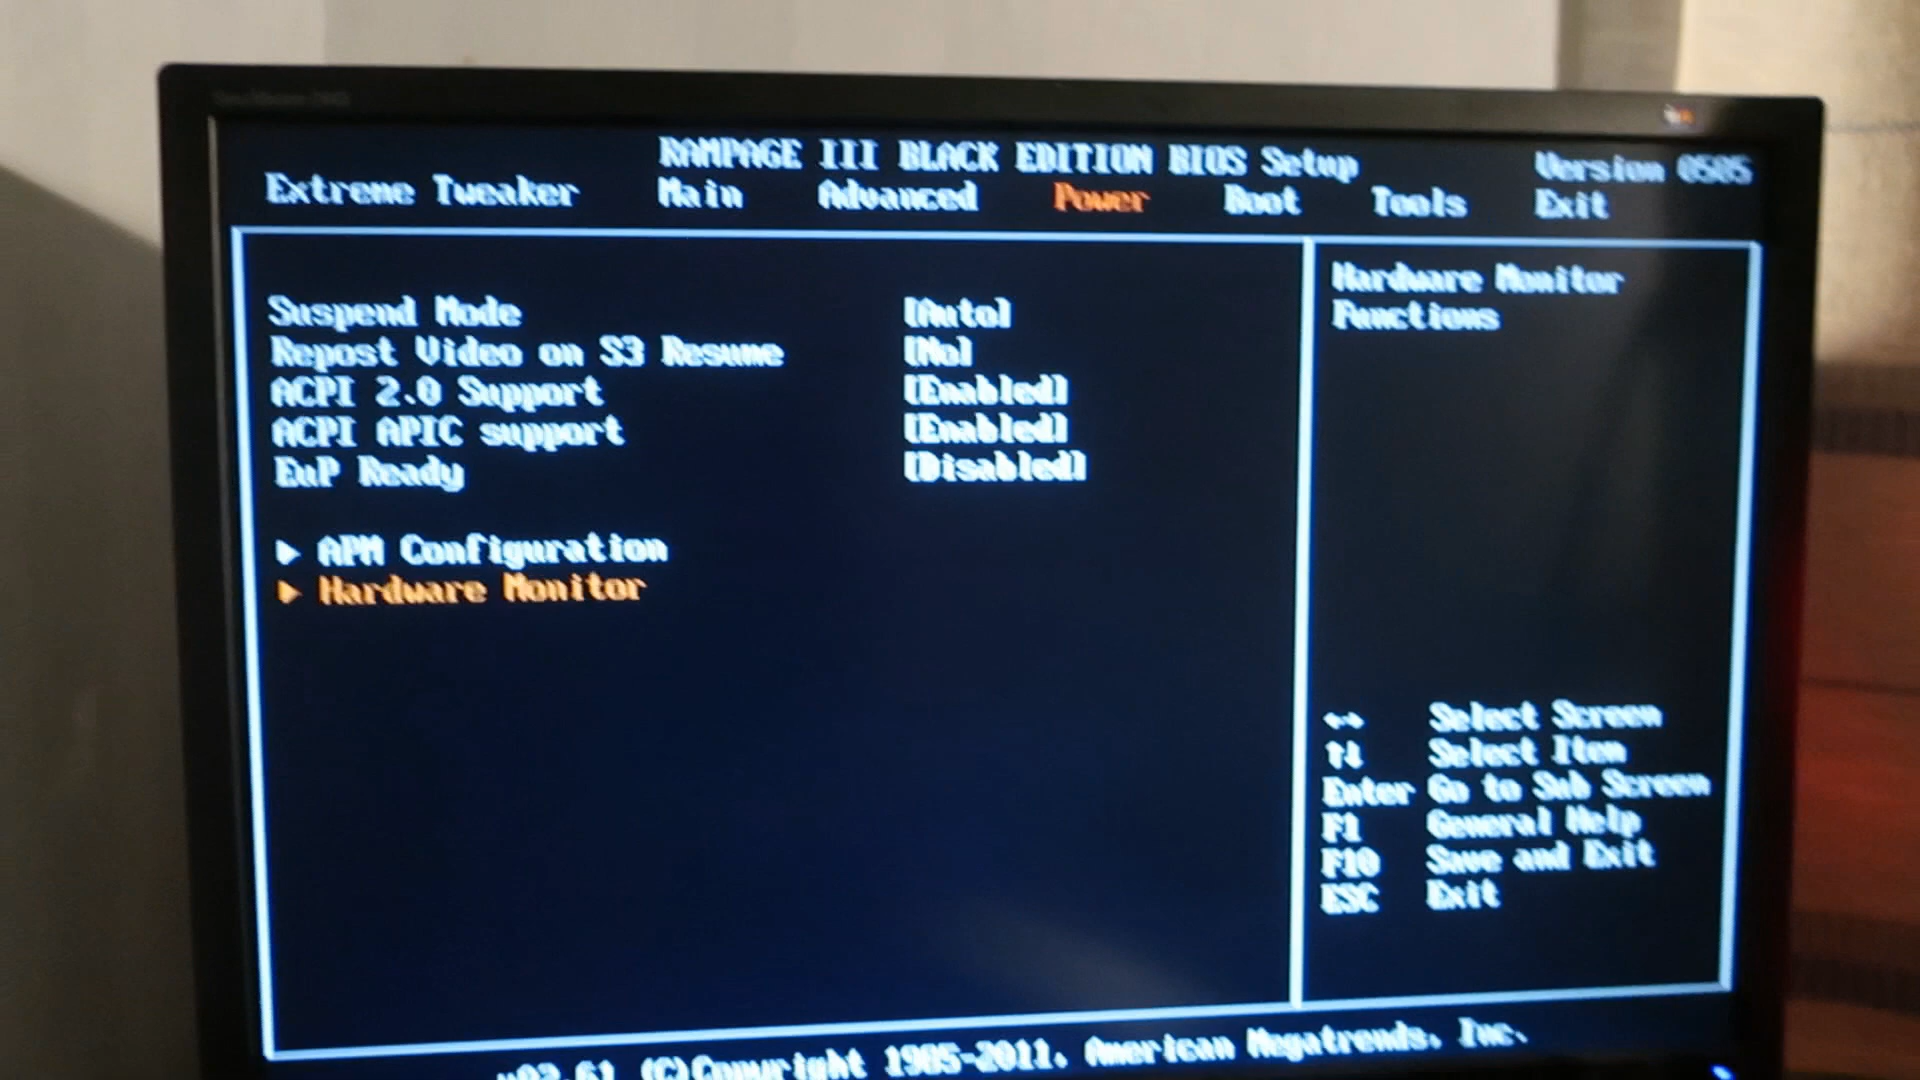 RAMPAGE III BLACK EDITION BIOS Setup Version 0505
Extreme Tweaker Main Advanced Power Boot Tools Exit
Suspend Mode [Auto]
Repost Video on S3 Resume [No]
ACPI 2.0 Support [Enabled]
ACPI APIC support [Enabled]
EuP Ready [Disabled]
▶ APM Configuration
▶ Hardware Monitor
Hardware Monitor
Functions
←→ Select Screen
↑↓ Select Item
Enter Go to Sub Screen
F1 General Help
F10 Save and Exit
ESC Exit
v02.61 (C)Copyright 1985-2011, American Megatrends, Inc.